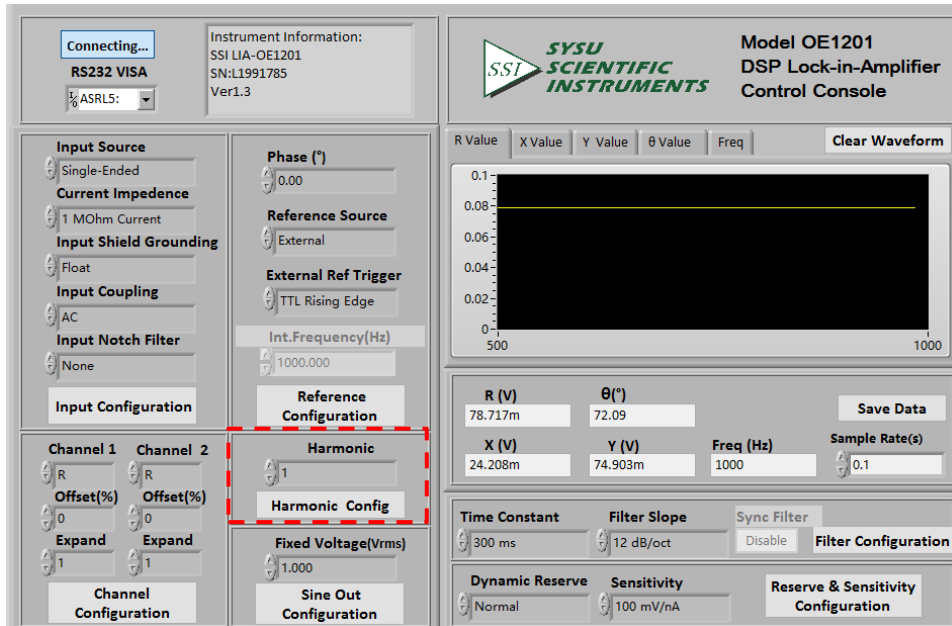 Connecting...
RS232 VISA
I/O ASRL5:
Instrument Information:
SSI LIA-OE1201
SN:L1991785
Ver1.3
SSI
SYSU
SCIENTIFIC
INSTRUMENTS
Model OE1201
DSP Lock-in-Amplifier
Control Console
Input Source
Single-Ended
Current Impedance
1 MOhm Current
Input Shield Grounding
Float
Input Coupling
AC
Input Notch Filter
None
Input Configuration
Phase (°)
0.00
Reference Source
External
External Ref Trigger
TTL Rising Edge
Int.Frequency(Hz)
1000.000
Reference
Configuration
R Value X Value Y Value θ Value Freq
Clear Waveform
0.1
0.08
0.06
0.04
0.02
0
500 1000
Channel 1 Channel 2
R R
Offset(%) Offset(%)
0 0
Expand Expand
1 1
Channel
Configuration
Harmonic
1
Harmonic Config
Fixed Voltage(Vrms)
1.000
Sine Out
Configuration
R (V) θ(°)
78.717m 72.09
Save Data
X (V) Y (V) Freq (Hz) Sample Rate(s)
24.208m 74.903m 1000 0.1
Time Constant Filter Slope Sync Filter
300 ms 12 dB/oct Disable Filter Configuration
Dynamic Reserve Sensitivity
Normal 100 mV/nA
Reserve & Sensitivity
Configuration